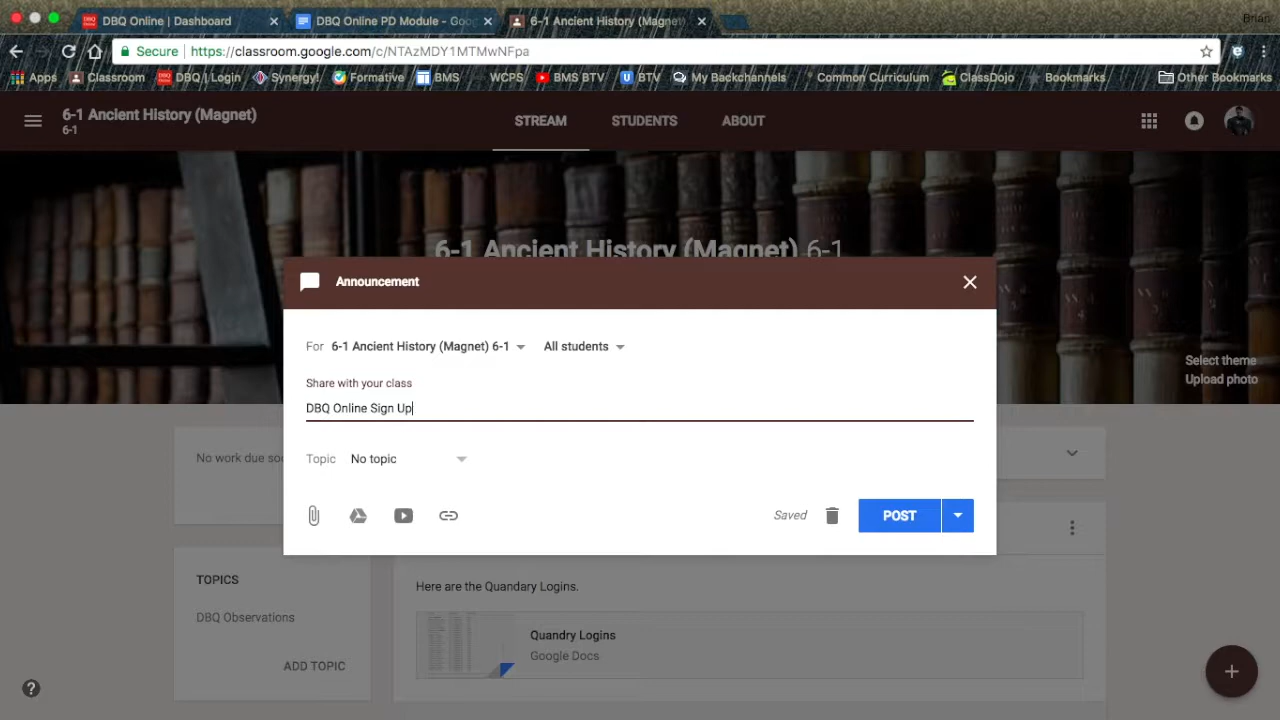 DBQ Online | Dashboard
DBQ Online PD Module - Goo
6-1 Ancient History (Magnet)
Brian
Secure | https://classroom.google.com/c/NTAzMDY1MTMwNFpa
Apps Classroom DBQ | Login Synergy! Formative BMS WCPS BMS BTV BTV My Backchannels Common Curriculum ClassDojo Bookmarks Other Bookmarks
6-1 Ancient History (Magnet)
6-1
STREAM STUDENTS ABOUT
6-1 Ancient History (Magnet) 6-1
Announcement
For 6-1 Ancient History (Magnet) 6-1 All students
Select theme
Upload photo
Share with your class
DBQ Online Sign Up
No work due soo
Topic No topic
Saved POST
TOPICS
DBQ Observations
ADD TOPIC
Here are the Quandary Logins.
Quandry Logins
Google Docs